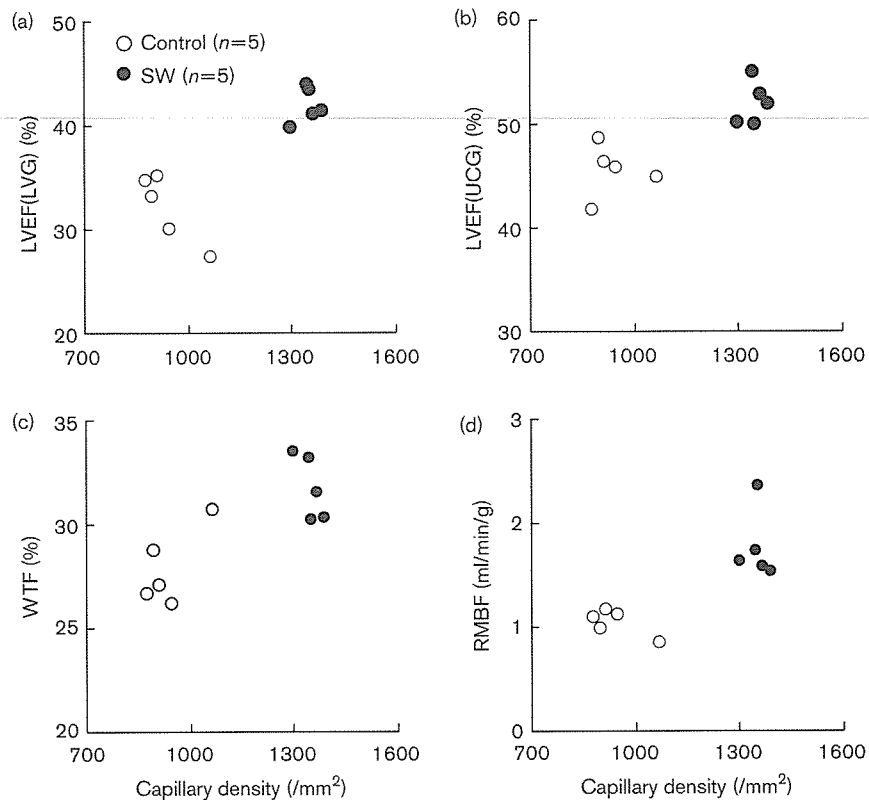 (a)
50
40
30
20
LVEF(LVG) (%)
Control (n=5)
SW (n=5)
700 1000 1300 1600
(b)
60
50
40
30
LVEF(UCG) (%)
700 1000 1300 1600
(c)
35
30
25
20
WTF (%)
700 1000 1300 1600
Capillary density (/mm²)
(d)
3
2
1
0
RMBF (ml/min/g)
700 1000 1300 1600
Capillary density (/mm²)